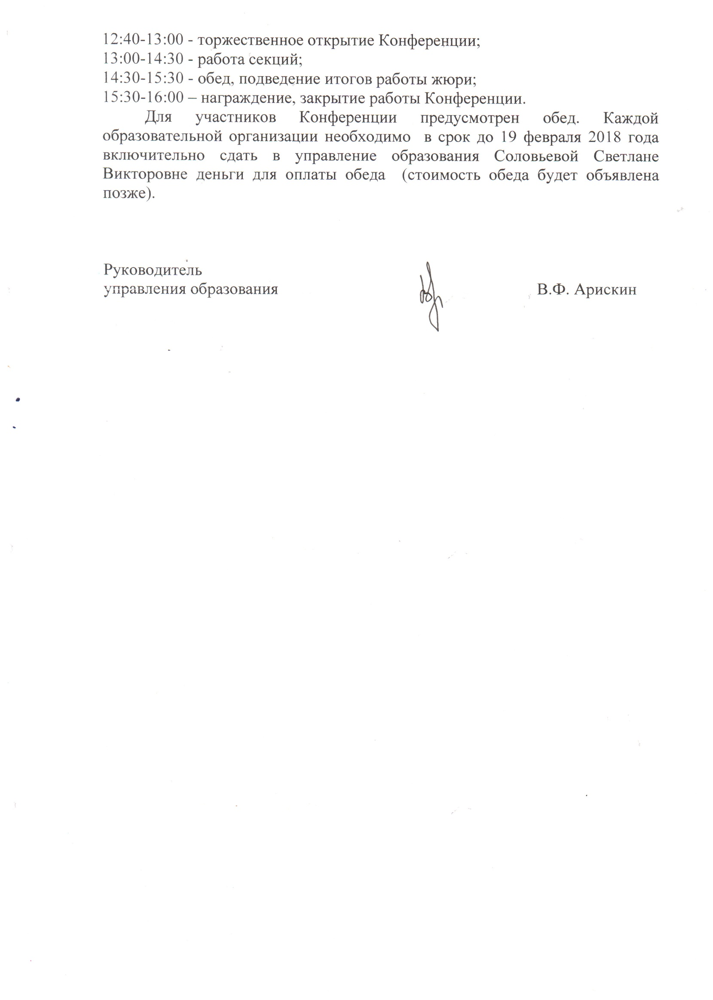 12:40-13:00 - торжественное открытие Конференции;
13:00-14:30 - работа секций;
14:30-15:30 - обед, подведение итогов работы жюри;
15:30-16:00 – награждение, закрытие работы Конференции.
Для участников Конференции предусмотрен обед. Каждой
образовательной организации необходимо в срок до 19 февраля 2018 года
включительно сдать в управление образования Соловьевой Светлане
Викторовне деньги для оплаты обеда (стоимость обеда будет объявлена
позже).
Руководитель
управления образования В.Ф. Арискин